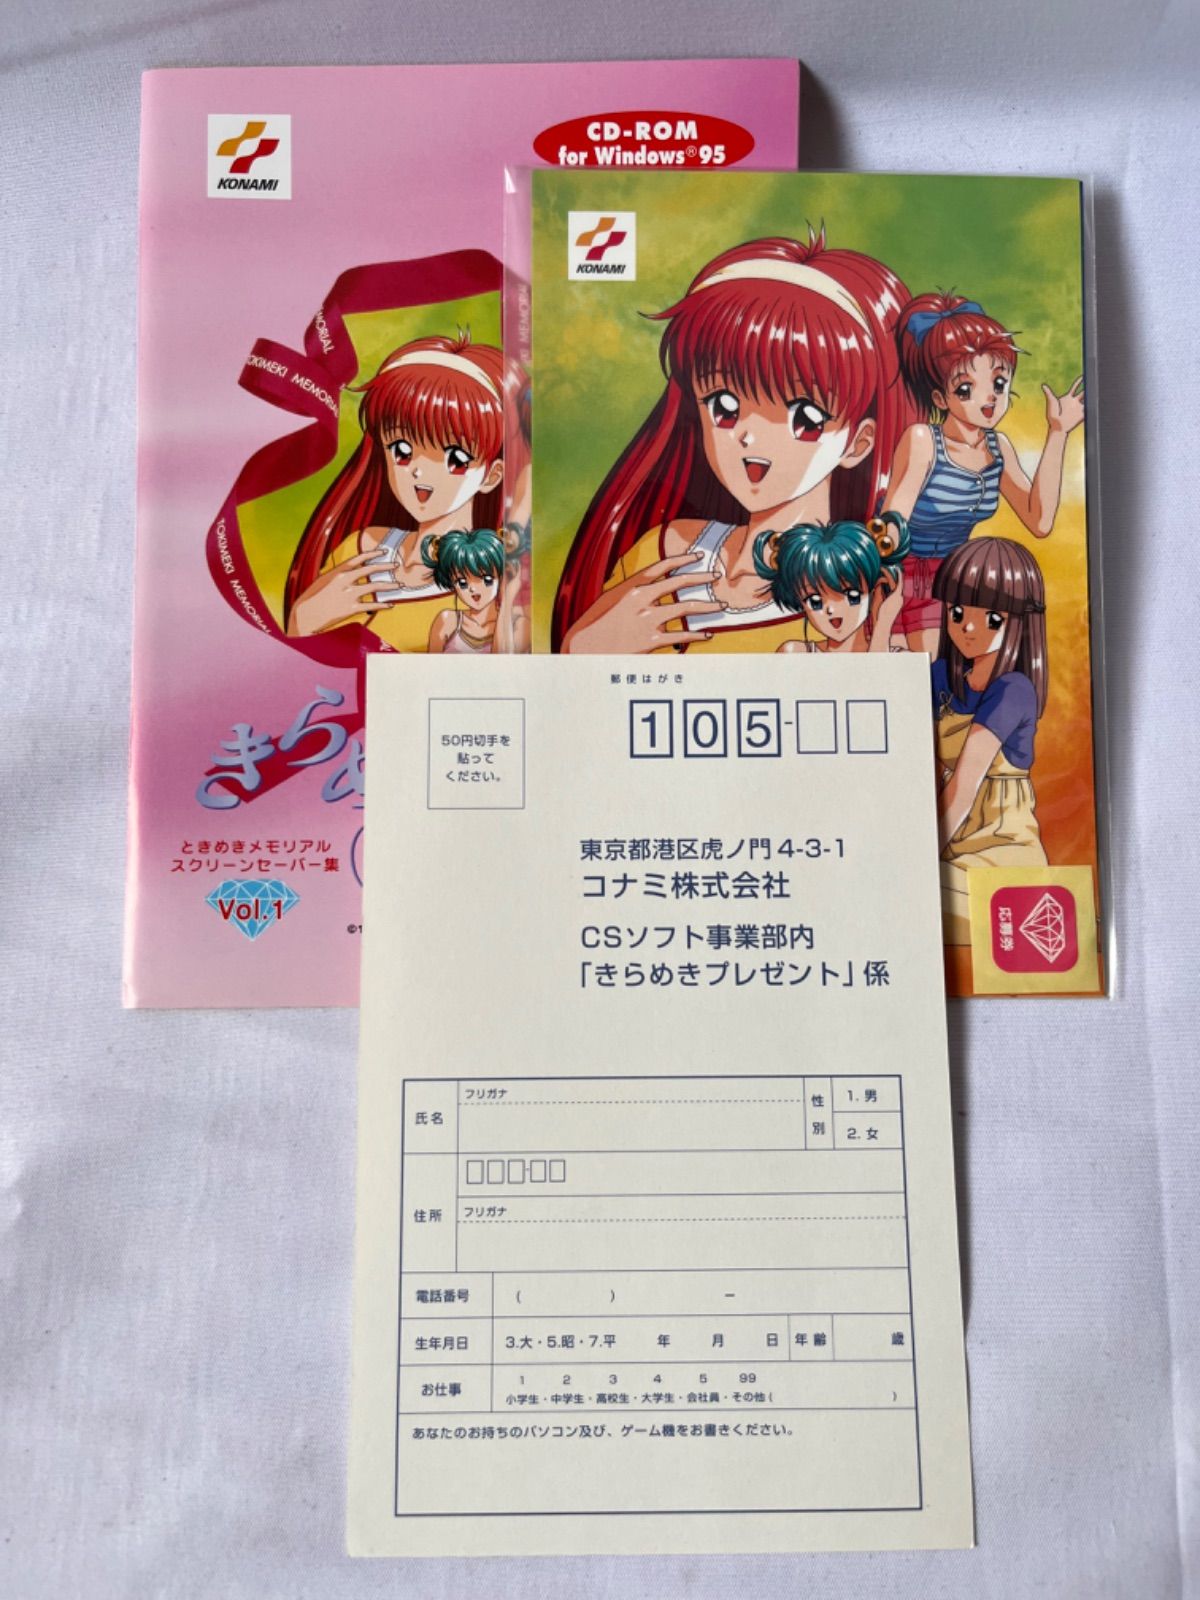 KONAMI
CD-ROM
for Windows®95
KONAMI
TOKIMEKI MEMORIAL
TOKIMEKI MEMORIAL
きらめ
ときめきメモリアル
スクリーンセーバー集
Vol.1
応募券
郵便はがき
50円切手を
貼って
ください。
105-
東京都港区虎ノ門4-3-1
コナミ株式会社
CSソフト事業部内
「きらめきプレゼント」係
氏名
フリガナ
性別
1. 男
2. 女
住所
フリガナ
電話番号 ( ) −
生年月日 3.大・5.昭・7.平 年 月 日 年齢 歳
お仕事
1 2 3 4 5 99
小学生・中学生・高校生・大学生・会社員・その他( )
あなたのお持ちのパソコン及び、ゲーム機をお書きください。